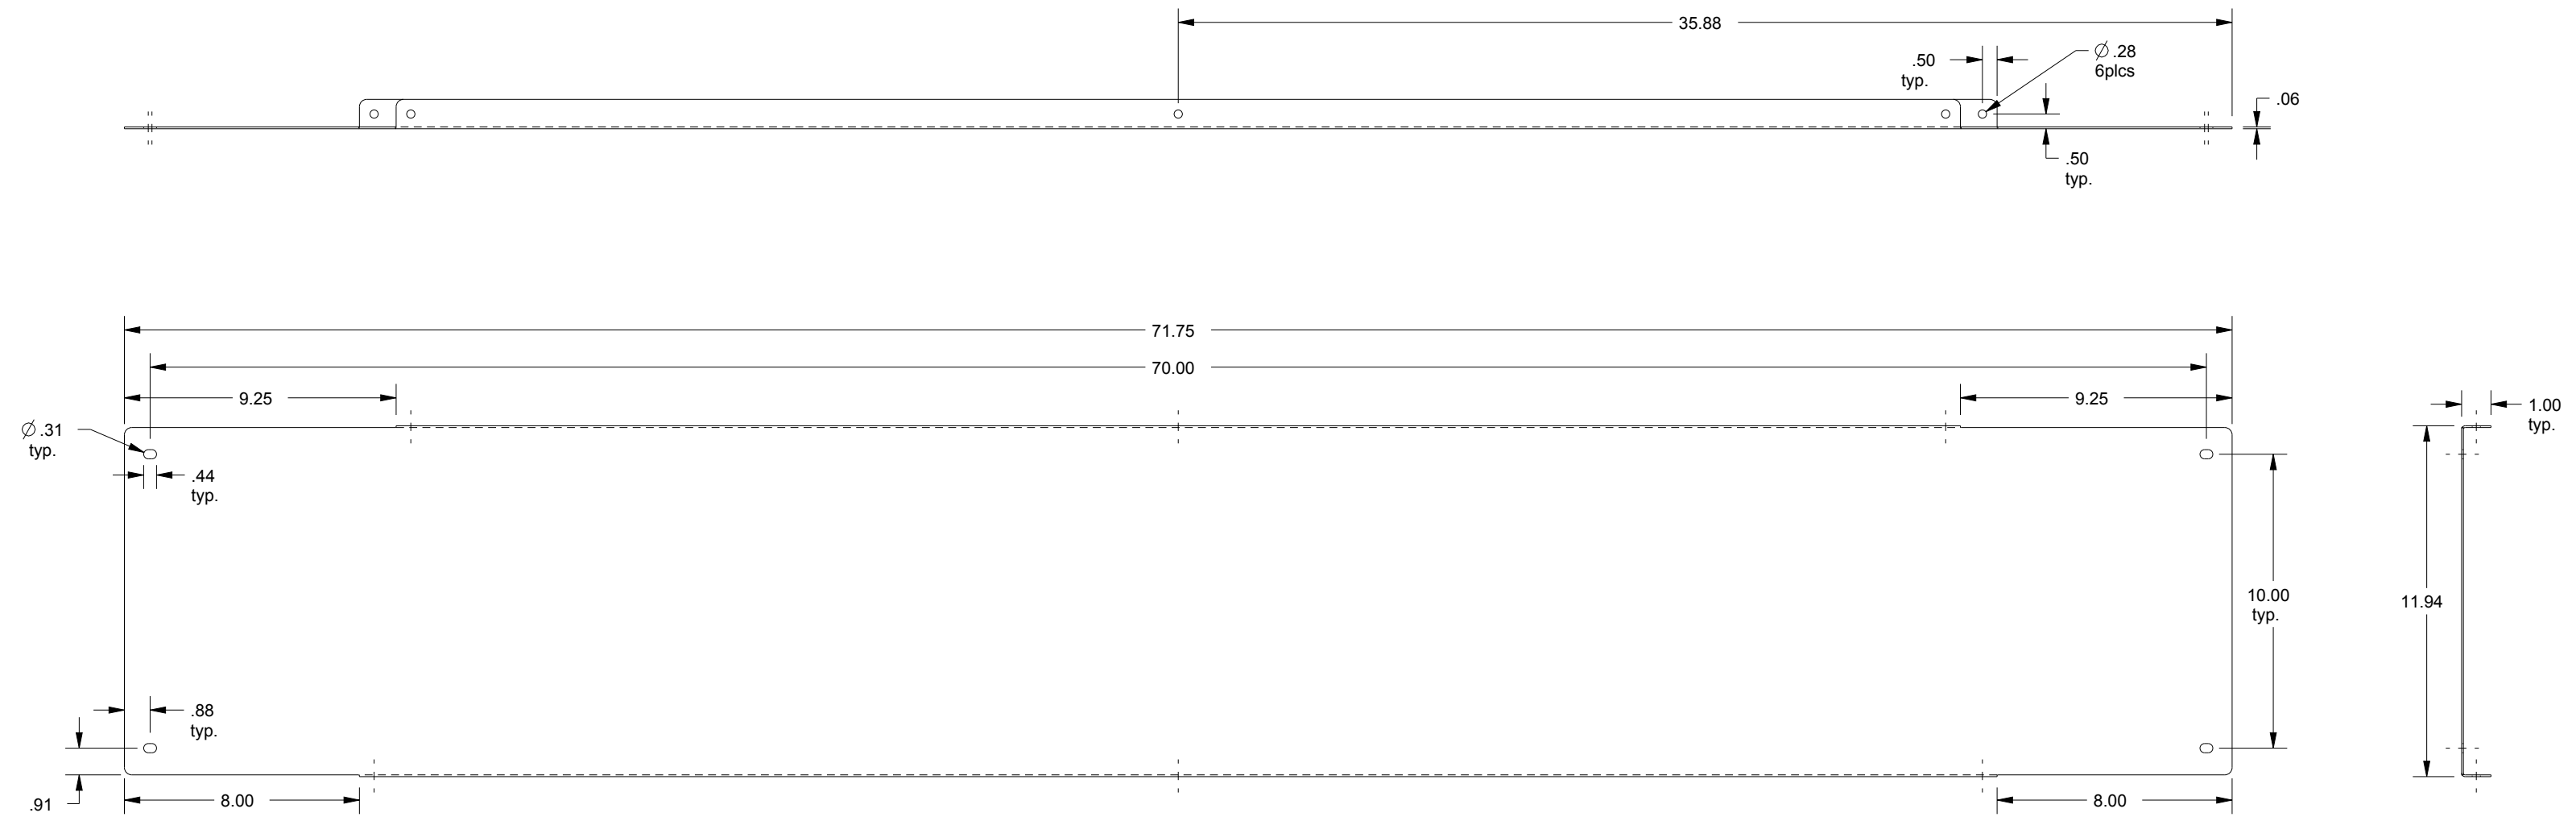 35.88
.50
typ.
Ø .28
6plcs
.06
.50
typ.
71.75
70.00
9.25
9.25
Ø .31
typ.
.44
typ.
1.00
typ.
10.00
typ.
11.94
.88
typ.
.91
8.00
8.00